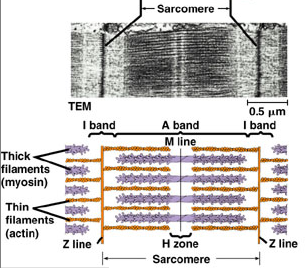 Sarcomere
TEM
0.5 μm
I band
A band
I band
M line
Thick
filaments
(myosin)
Thin
filaments
(actin)
Z line
H zone
Z line
Sarcomere